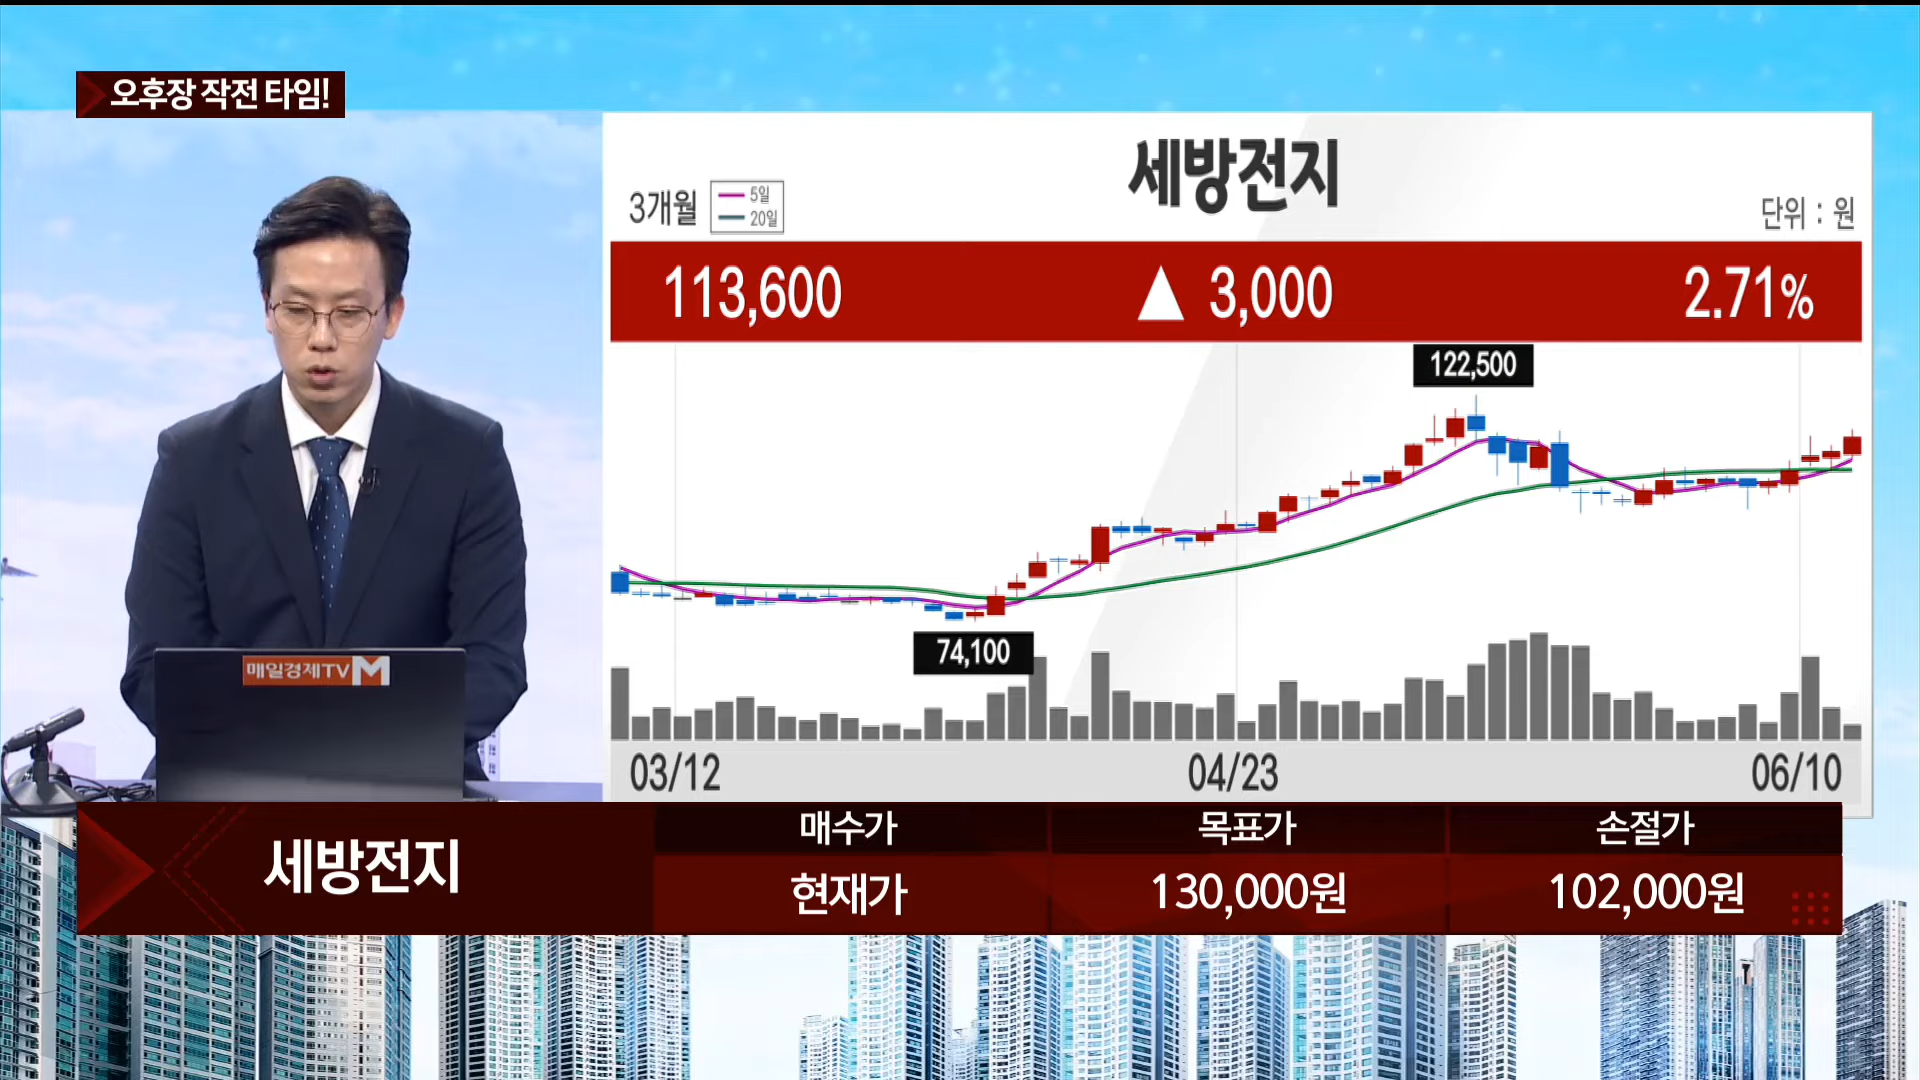 오후장 작전 타임!
세방전지
3개월
5일
20일
단위 : 원
113,600 ▲ 3,000 2.71%
122,500
74,100
03/12 04/23 06/10
매일경제TV M
세방전지
매수가 목표가 손절가
현재가 130,000원 102,000원